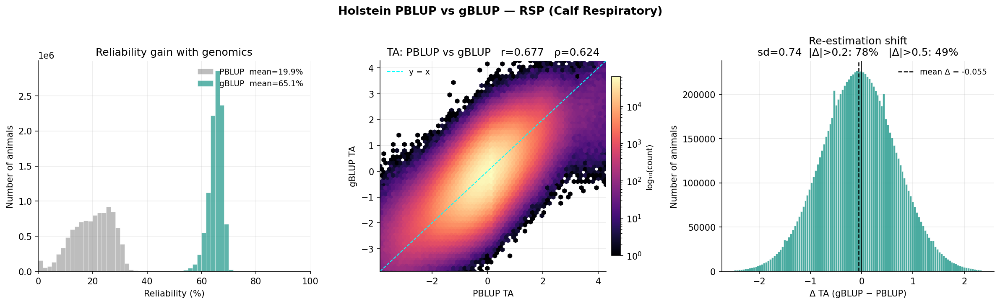 Holstein PBLUP vs gBLUP — RSP (Calf Respiratory)
Reliability gain with genomics
1e6
PBLUP mean=19.9%
gBLUP mean=65.1%
Number of animals
2.5
2.0
1.5
1.0
0.5
0.0
0 20 40 60 80 100
Reliability (%)
TA: PBLUP vs gBLUP r=0.677 ρ=0.624
y = x
gBLUP TA
4
3
2
1
0
−1
−2
−3
−2 0 2 4
PBLUP TA
10⁴
10³
10²
10¹
10⁰
log₁₀(count)
Re-estimation shift
sd=0.74 |Δ|>0.2: 78% |Δ|>0.5: 49%
mean Δ = -0.055
Number of animals
200000
150000
100000
50000
0
−2 −1 0 1 2
Δ TA (gBLUP − PBLUP)